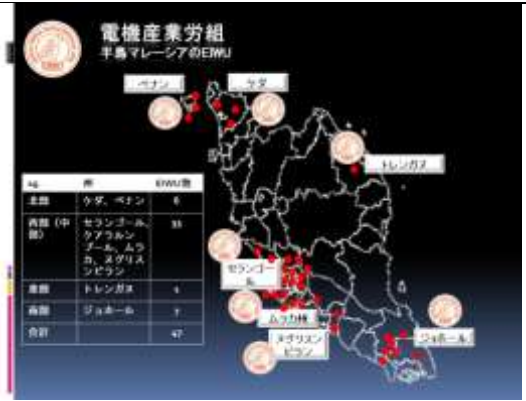 電機産業労組
半島マレーシアのEIWU
ペナン
ケダ
トレンガヌ
州 EIWU数
北部 ケダ、ペナン 6
西部（中部） セランゴール、
クアラルンプール、ムラカ、ヌグリスンビラン 33
東部 トレンガヌ 1
南部 ジョホール 7
合計 47
セランゴール
ムラカ州
ヌグリスンビラン
ジョホール